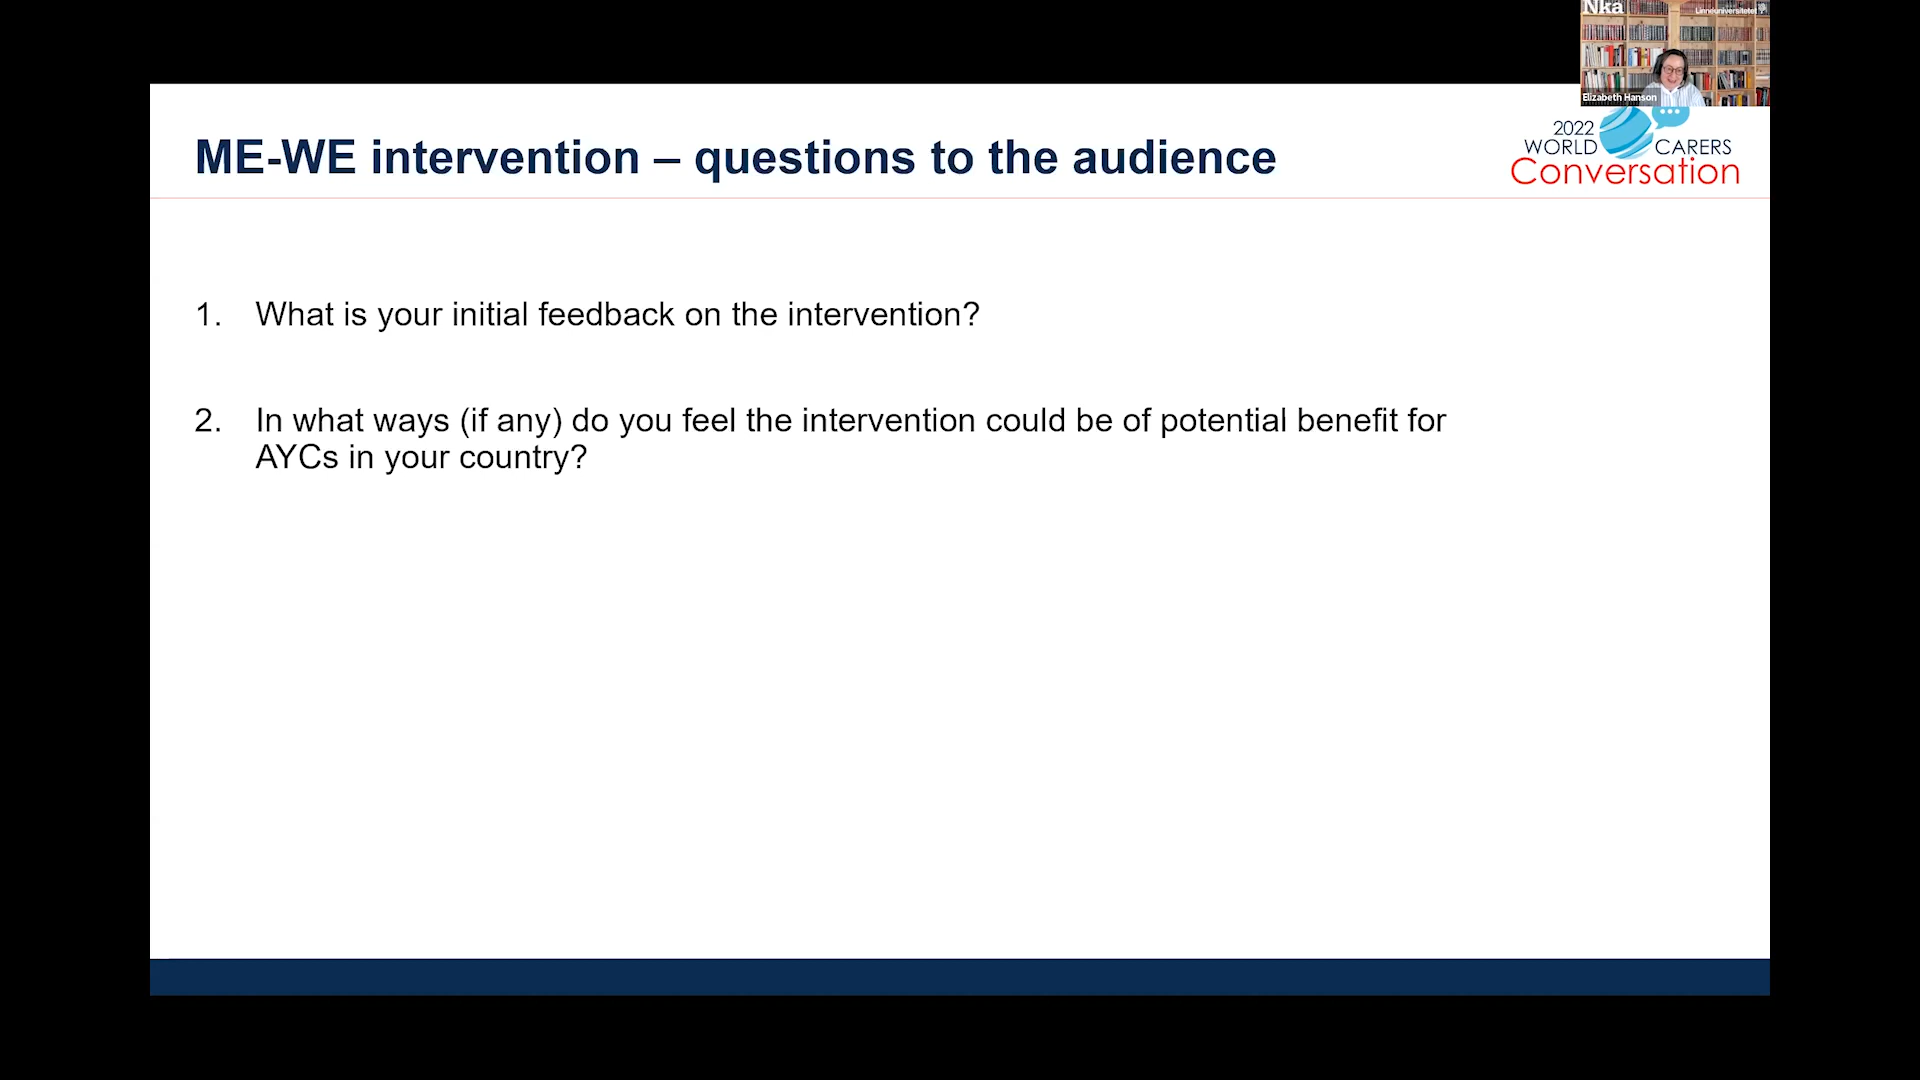 Nka
Linnéuniversitetet
Elizabeth Hanson
ME-WE intervention – questions to the audience
2022
WORLD CARERS
Conversation
1. What is your initial feedback on the intervention?
2. In what ways (if any) do you feel the intervention could be of potential benefit for
AYCs in your country?